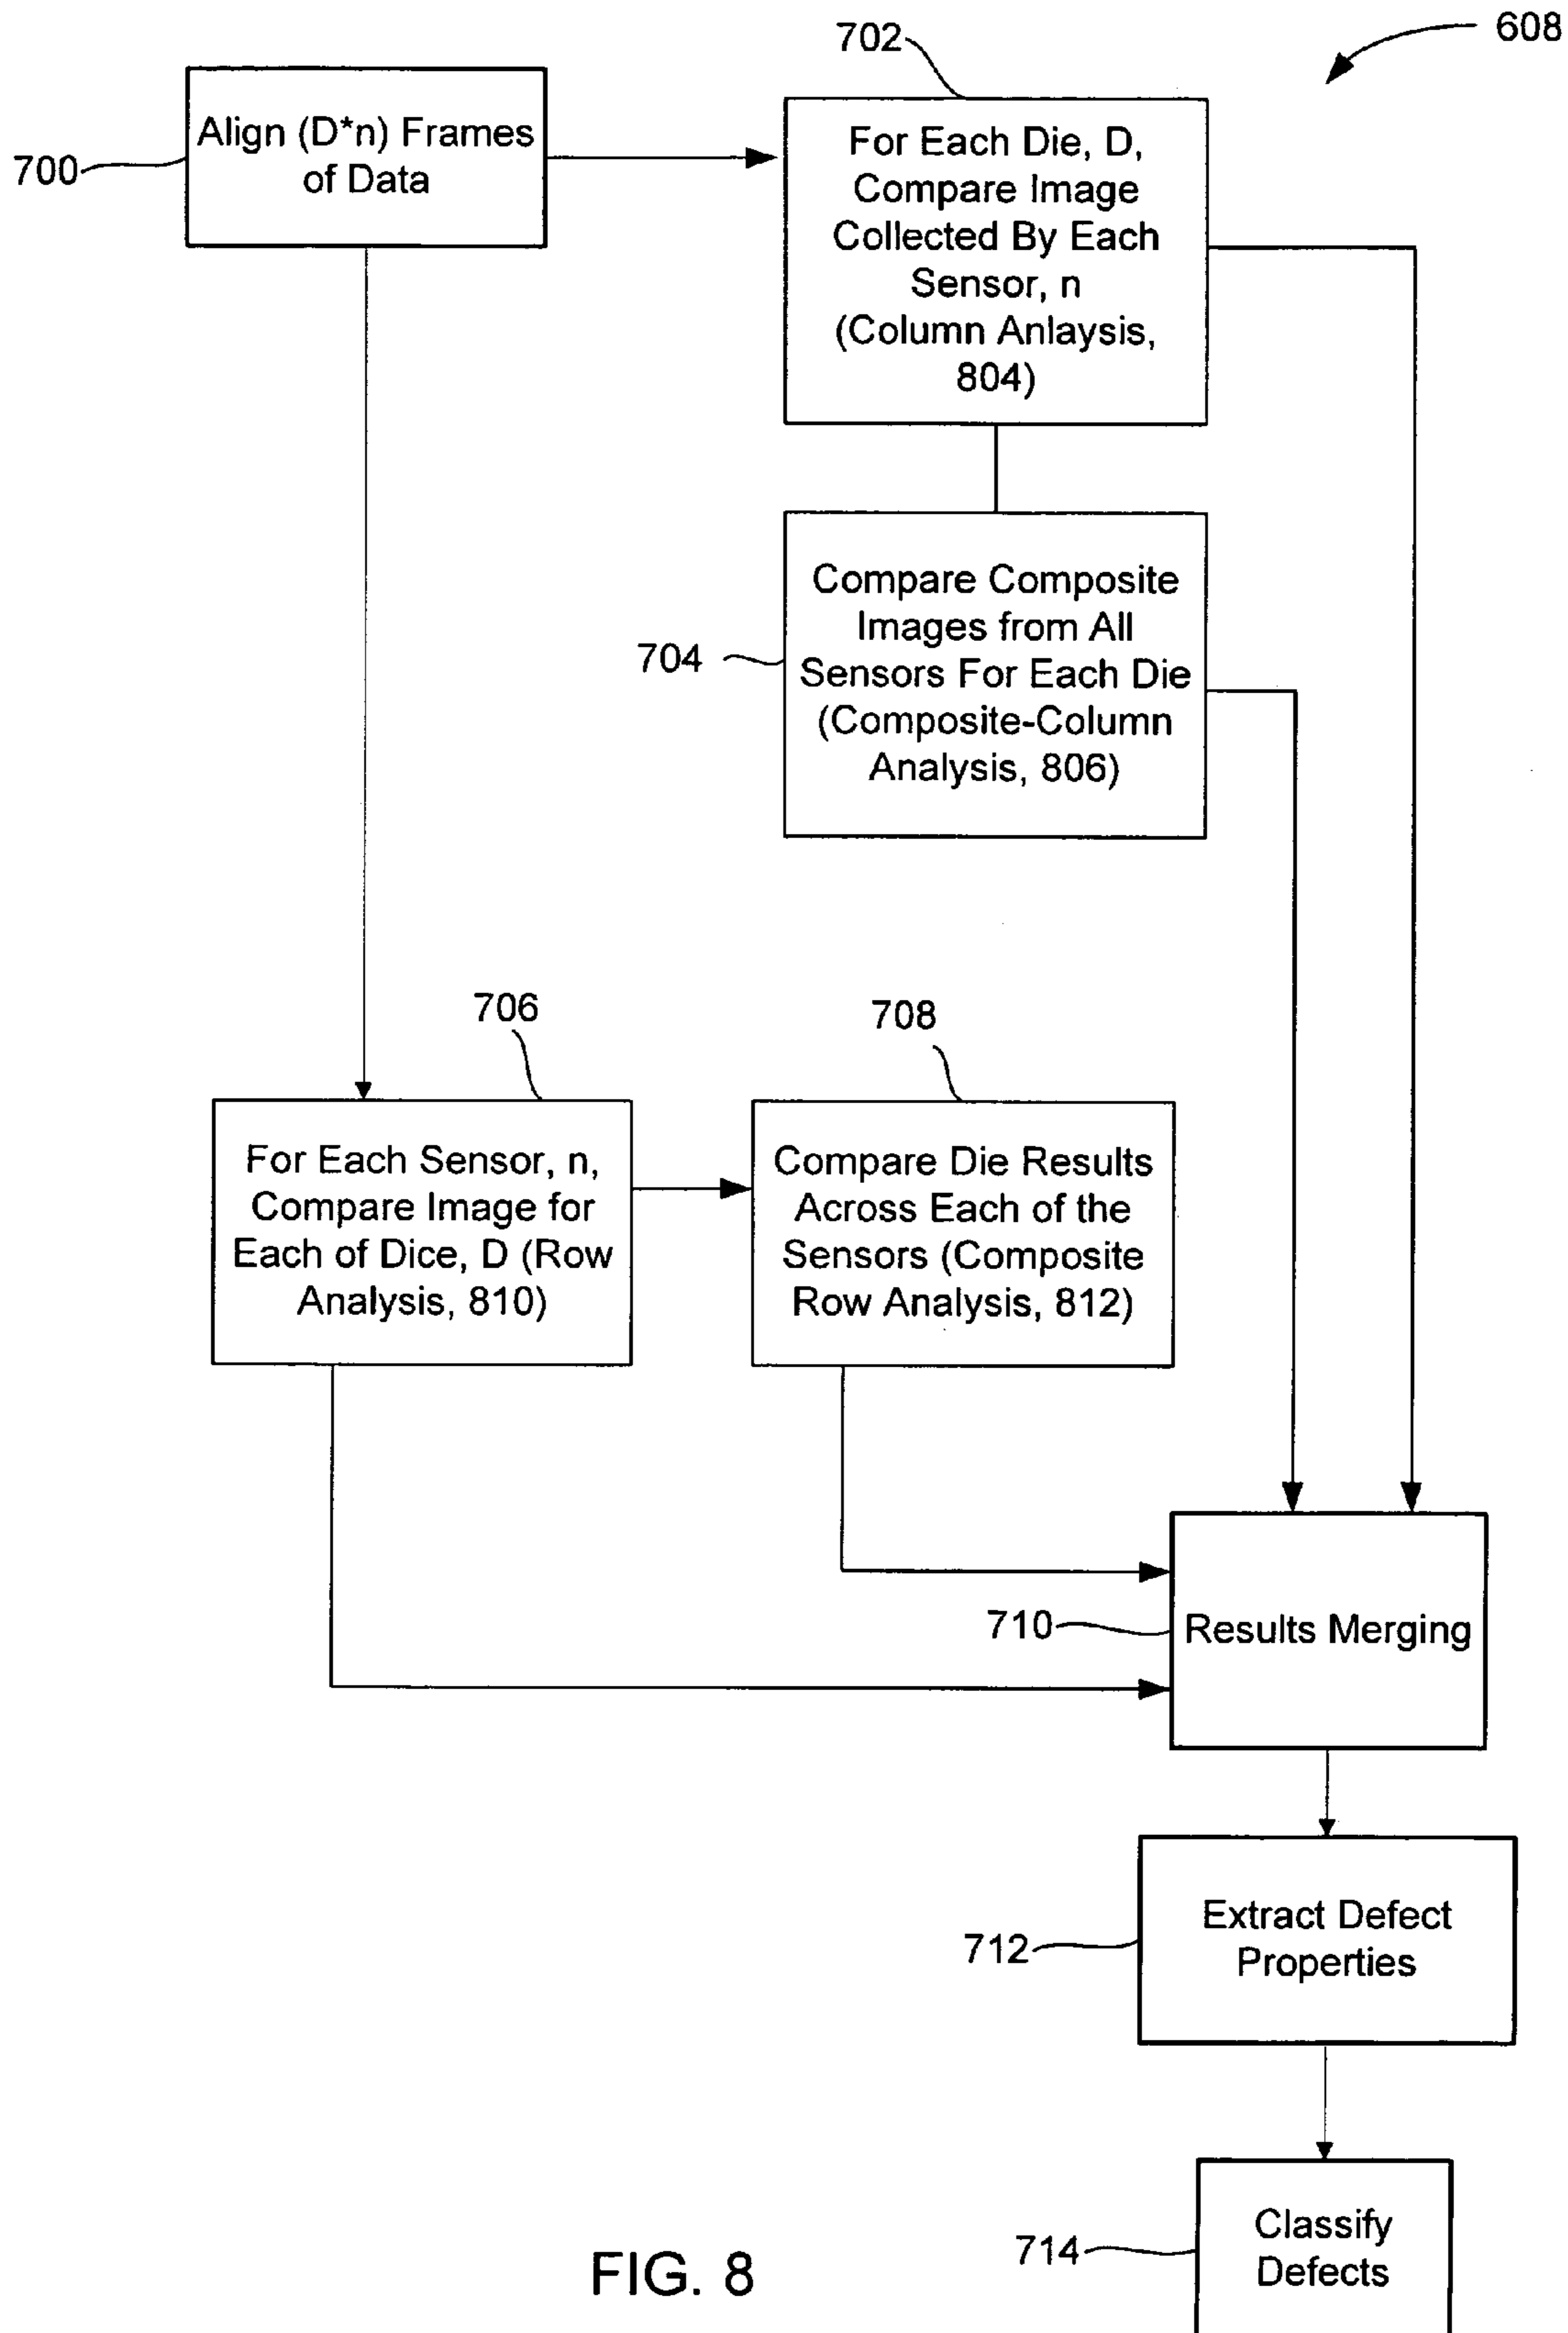 608
702
Align (D*n) Frames
of Data
700
For Each Die, D,
Compare Image
Collected By Each
Sensor, n
(Column Anlaysis,
804)
Compare Composite
Images from All
Sensors For Each Die
(Composite-Column
Analysis, 806)
704
706
708
For Each Sensor, n,
Compare Image for
Each of Dice, D (Row
Analysis, 810)
Compare Die Results
Across Each of the
Sensors (Composite
Row Analysis, 812)
710
Results Merging
712
Extract Defect
Properties
714
Classify
Defects
FIG. 8